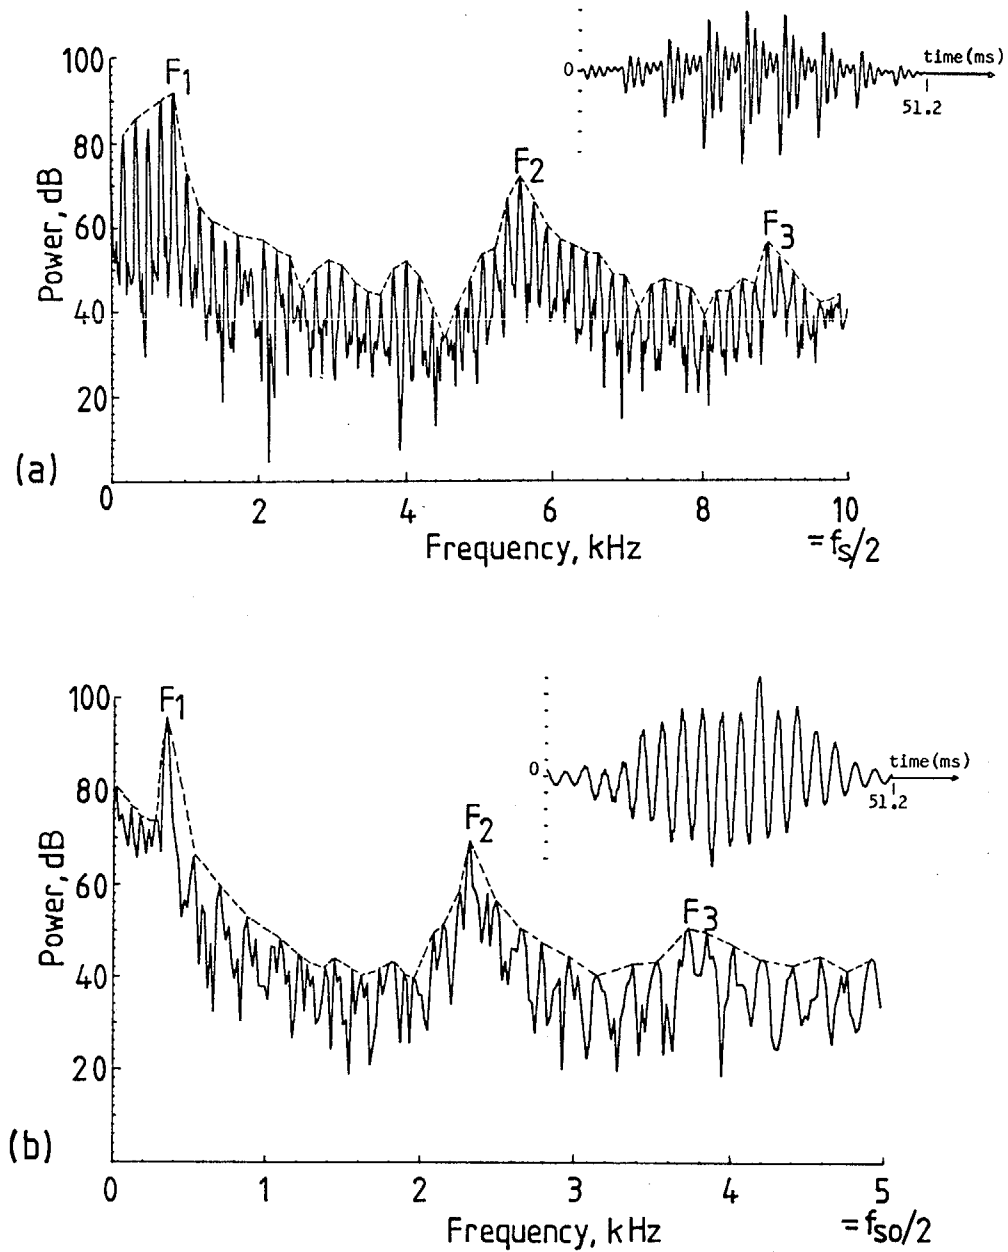 100
80
60
40
20
0
Power, dB
F1
F2
F3
0
time(ms)
51.2
(a)
0
2
4
6
8
10
Frequency, kHz
= fs/2
100
80
60
40
20
Power, dB
F1
F2
F3
0
time(ms)
51.2
(b)
0
1
2
3
4
5
Frequency, kHz
= fso/2